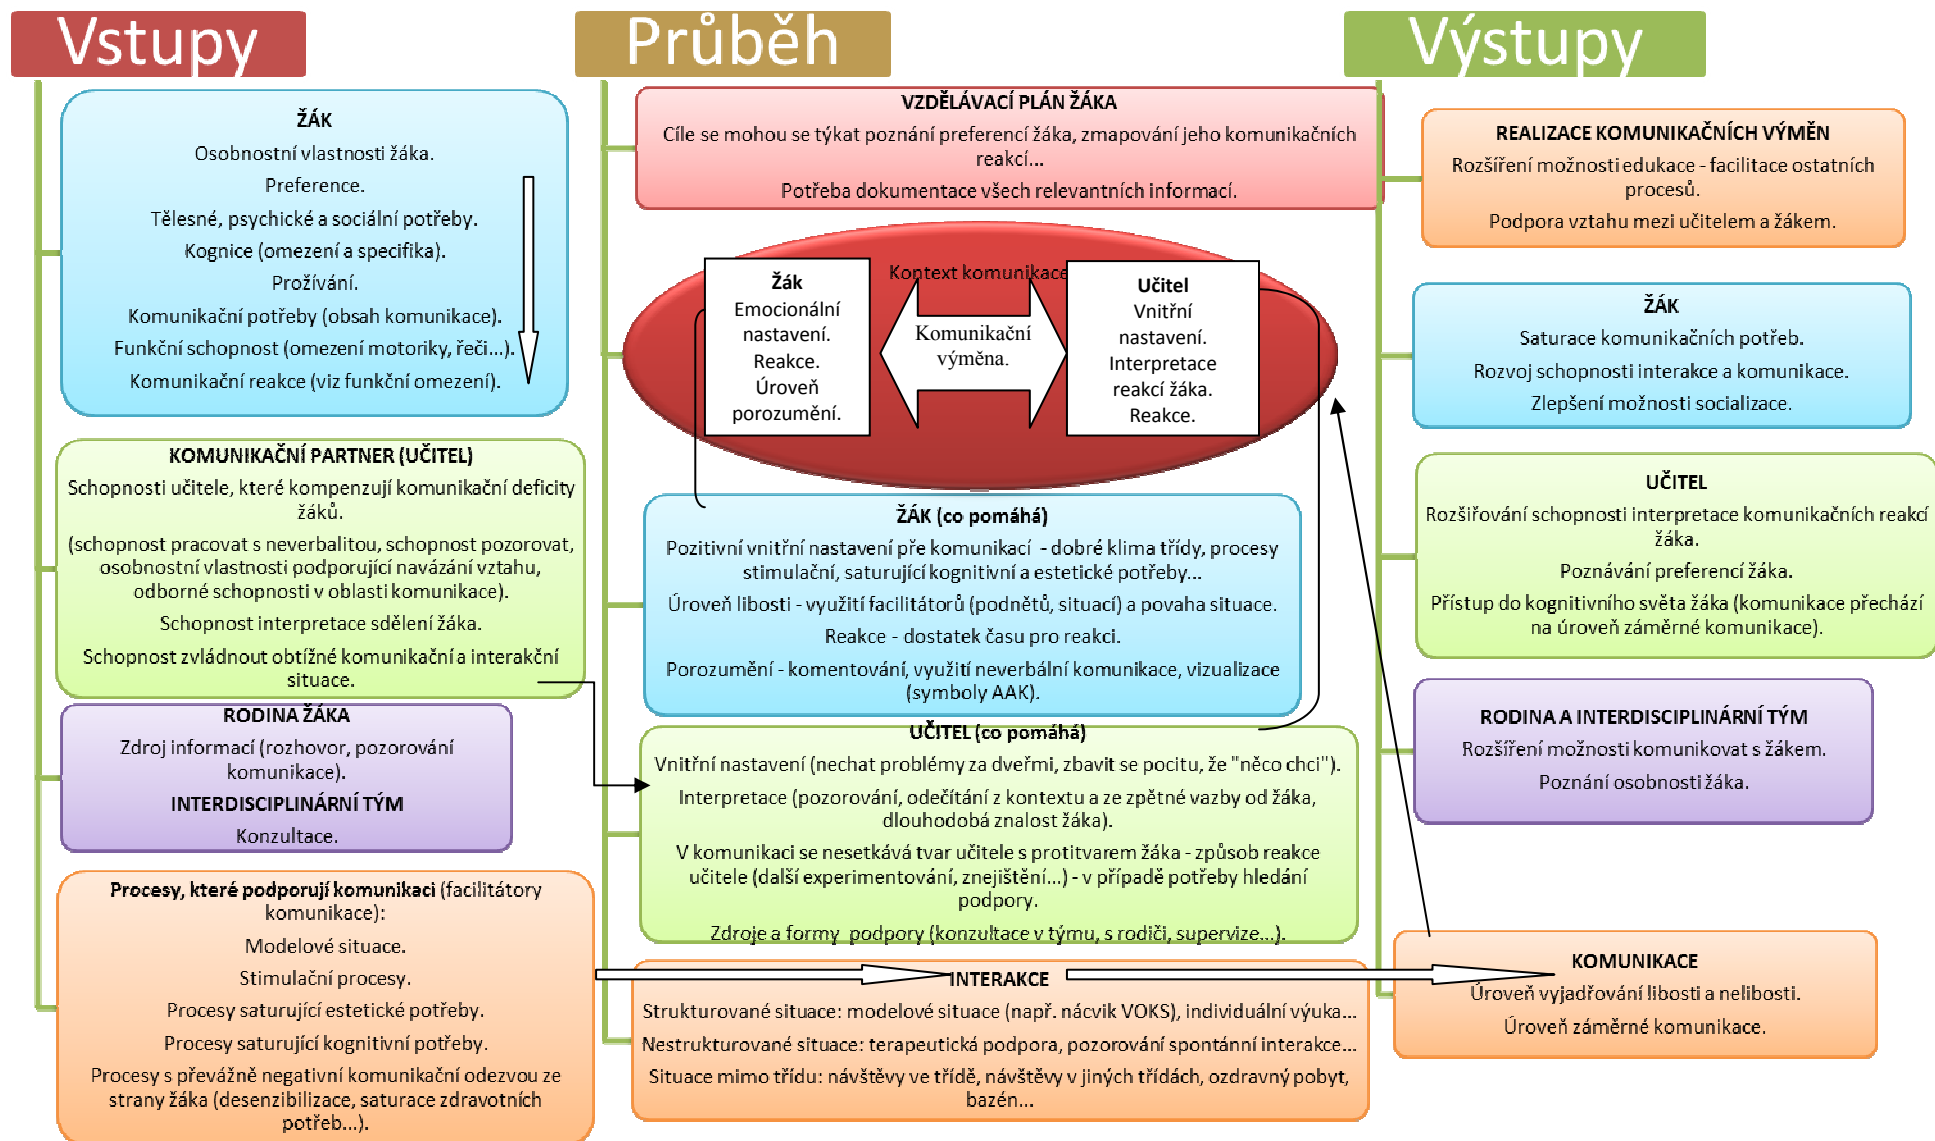 Vstupy
ŽÁK
Osobnostní vlastnosti žáka.
Preference.
Tělesné, psychické a sociální potřeby.
Kognice (omezení a specifika).
Prožívání.
Komunikační potřeby (obsah komunikace).
Funkční schopnost (omezení motoriky, řeči...).
Komunikační reakce (viz funkční omezení).
KOMUNIKAČNÍ PARTNER (UČITEL)
Schopnosti učitele, které kompenzují komunikační deficity
žáků.
(schopnost pracovat s neverbalitou, schopnost pozorovat,
osobnostní vlastnosti podporující navázání vztahu,
odborné schopnosti v oblasti komunikace).
Schopnost interpretace sdělení žáka.
Schopnost zvládnout obtížné komunikační a interakční
situace.
RODINA ŽÁKA
Zdroj informací (rozhovor, pozorování
komunikace).
INTERDISCIPLINÁRNÍ TÝM
Konzultace.
Procesy, které podporují komunikaci (facilitátory
komunikace):
Modelové situace.
Stimulační procesy.
Procesy saturující estetické potřeby.
Procesy saturující kognitivní potřeby.
Procesy s převážně negativní komunikační odezvou ze
strany žáka (desenzibilizace, saturace zdravotních
potřeb...).
Průběh
VZDĚLÁVACÍ PLÁN ŽÁKA
Cíle se mohou se týkat poznání preferencí žáka, zmapování jeho komunikačních
reakcí...
Potřeba dokumentace všech relevantních informací.
Kontext komunikace
Žák
Emocionální
nastavení.
Reakce.
Úroveň
porozumění.
Komunikační
výměna.
Učitel
Vnitřní
nastavení.
Interpretace
reakcí žáka.
Reakce.
ŽÁK (co pomáhá)
Pozitivní vnitřní nastavení pře komunikací - dobré klima třídy, procesy
stimulační, saturující kognitivní a estetické potřeby...
Úroveň libosti - využití facilitátorů (podnětů, situací) a povaha situace.
Reakce - dostatek času pro reakci.
Porozumění - komentování, využití neverbální komunikace, vizualizace
(symboly AAK).
UČITEL (co pomáhá)
Vnitřní nastavení (nechat problémy za dveřmi, zbavit se pocitu, že "něco chci").
Interpretace (pozorování, odečítání z kontextu a ze zpětné vazby od žáka,
dlouhodobá znalost žáka).
V komunikaci se nesetkává tvar učitele s protitvarem žáka - způsob reakce
učitele (další experimentování, znejištění...) - v případě potřeby hledání
podpory.
Zdroje a formy podpory (konzultace v týmu, s rodiči, supervize...).
INTERAKCE
Strukturované situace: modelové situace (např. nácvik VOKS), individuální výuka...
Nestrukturované situace: terapeutická podpora, pozorování spontánní interakce...
Situace mimo třídu: návštěvy ve třídě, návštěvy v jiných třídách, ozdravný pobyt,
bazén...
Výstupy
REALIZACE KOMUNIKAČNÍCH VÝMĚN
Rozšíření možnosti edukace - facilitace ostatních
procesů.
Podpora vztahu mezi učitelem a žákem.
ŽÁK
Saturace komunikačních potřeb.
Rozvoj schopnosti interakce a komunikace.
Zlepšení možnosti socializace.
UČITEL
Rozšiřování schopnosti interpretace komunikačních reakcí
žáka.
Poznávání preferencí žáka.
Přístup do kognitivního světa žáka (komunikace přechází
na úroveň záměrné komunikace).
RODINA A INTERDISCIPLINÁRNÍ TÝM
Rozšíření možnosti komunikovat s žákem.
Poznání osobnosti žáka.
KOMUNIKACE
Úroveň vyjadřování libosti a nelibosti.
Úroveň záměrné komunikace.